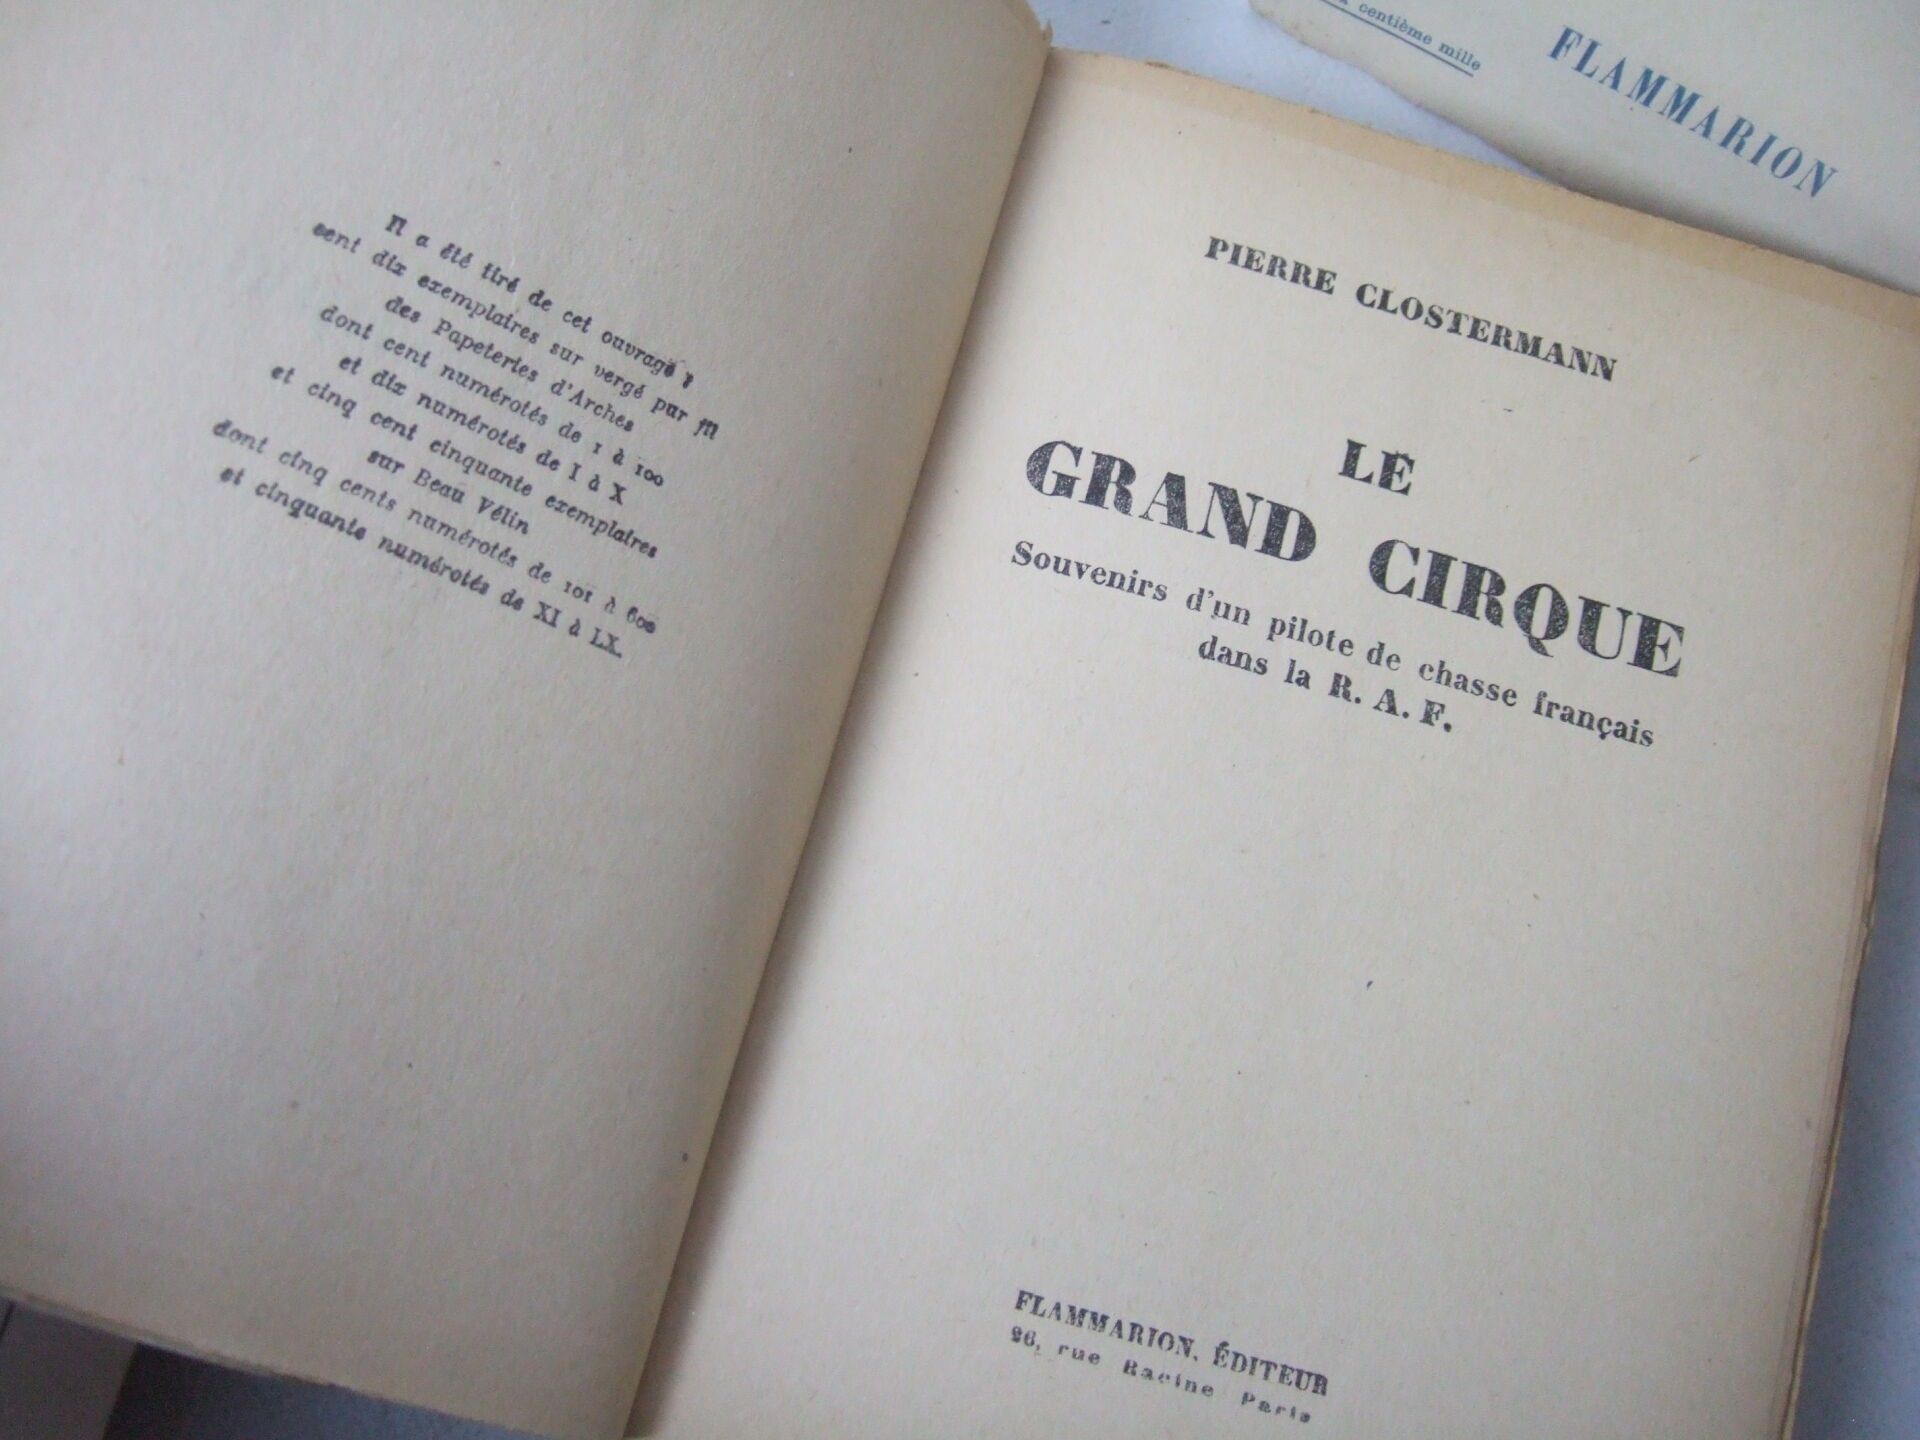 Il a été tiré de cet ouvrage :
cent dix exemplaires sur vergé pur fil
des Papeteries d'Arches
dont cent numérotés de 1 à 100
et dix numérotés de I à X
et cinq cent cinquante exemplaires
sur Beau Vélin
dont cinq cents numérotés de 101 à 600
et cinquante numérotés de XI à LX.
centième mille
FLAMMARION
PIERRE CLOSTERMANN
LE
GRAND CIRQUE
Souvenirs d'un pilote de chasse français
dans la R. A. F.
FLAMMARION, ÉDITEUR
26, rue Racine Paris